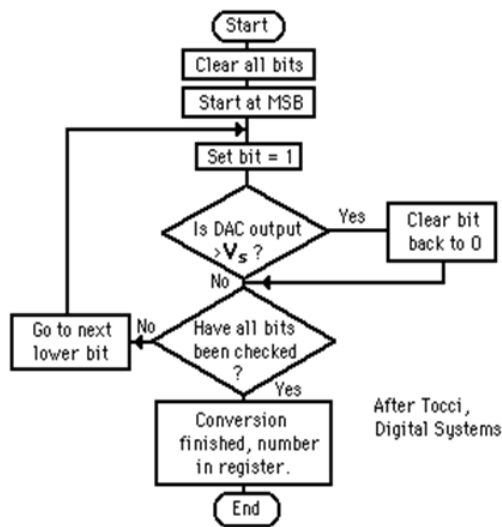 Start
Clear all bits
Start at MSB
Set bit = 1
Is DAC output
>Vs ?
Yes
Clear bit
back to 0
No
Go to next
lower bit
No
Have all bits
been checked
?
Yes
Conversion
finished, number
in register.
After Tocci,
Digital Systems
End